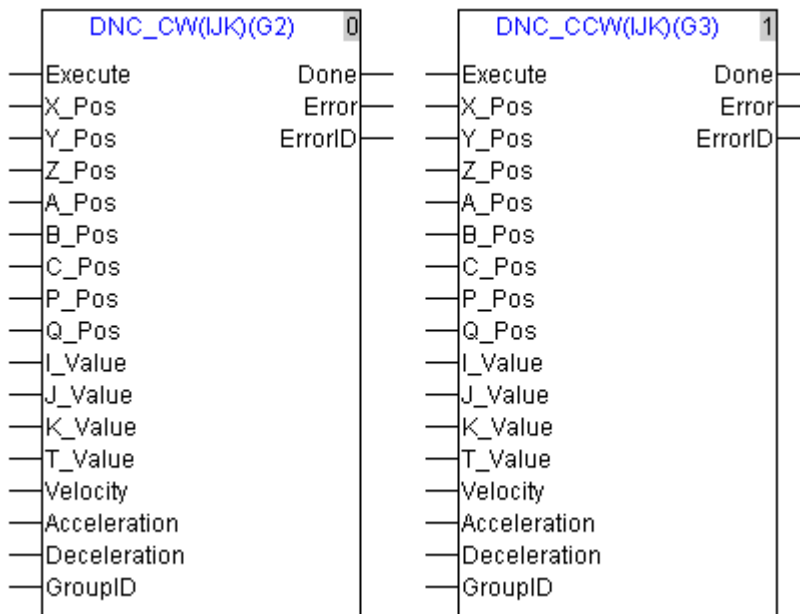 DNC_CW(IJK)(G2) 0
Execute Done
X_Pos Error
Y_Pos ErrorID
Z_Pos
A_Pos
B_Pos
C_Pos
P_Pos
Q_Pos
I_Value
J_Value
K_Value
T_Value
Velocity
Acceleration
Deceleration
GroupID
DNC_CCW(IJK)(G3) 1
Execute Done
X_Pos Error
Y_Pos ErrorID
Z_Pos
A_Pos
B_Pos
C_Pos
P_Pos
Q_Pos
I_Value
J_Value
K_Value
T_Value
Velocity
Acceleration
Deceleration
GroupID